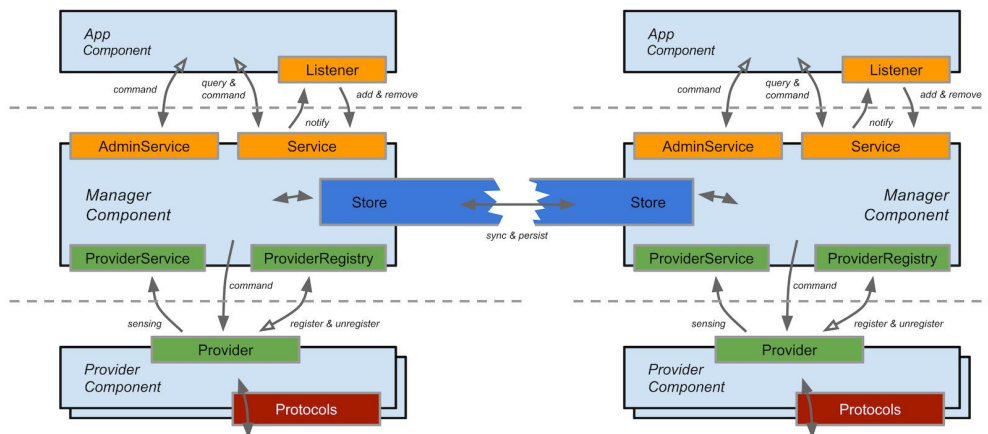 App
Component
Listener
command
query &
command
add & remove
notify
AdminService
Service
Manager
Component
Store
ProviderService
ProviderRegistry
command
sensing
register & unregister
Provider
Provider
Component
Protocols
sync & persist
App
Component
Listener
command
query &
command
add & remove
notify
AdminService
Service
Store
Manager
Component
ProviderService
ProviderRegistry
command
sensing
register & unregister
Provider
Provider
Component
Protocols